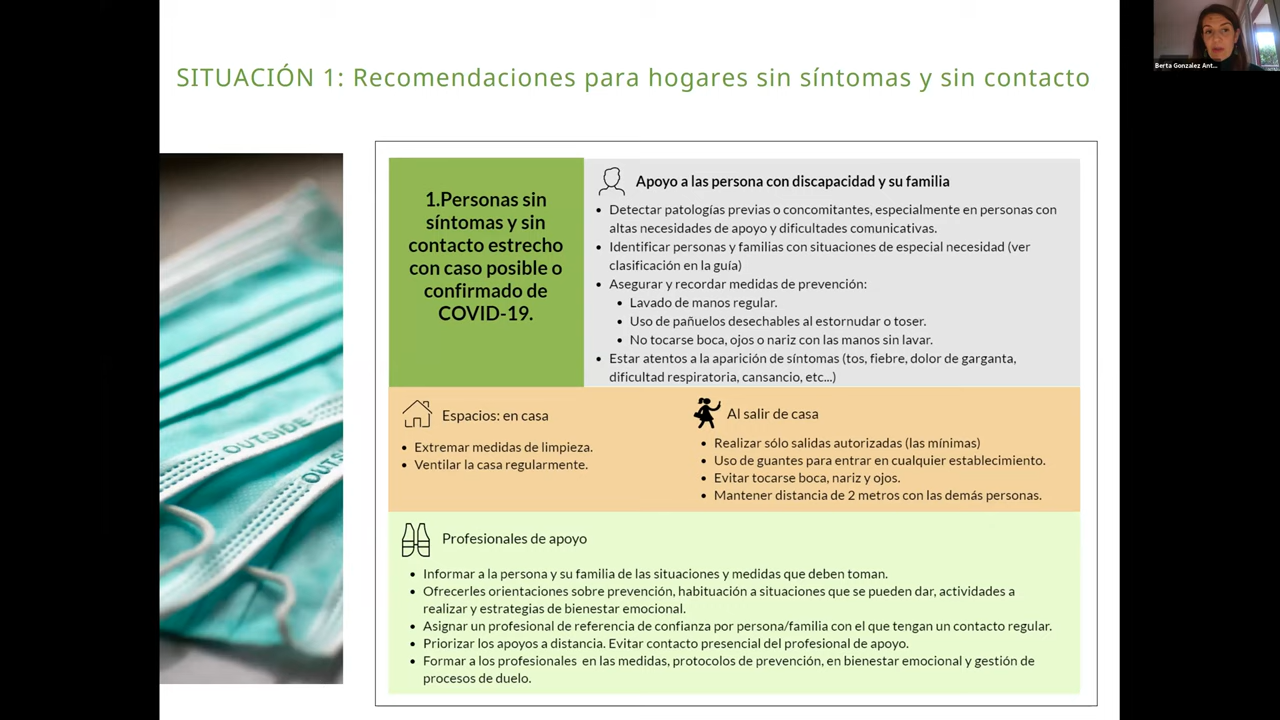 SITUACIÓN 1: Recomendaciones para hogares sin síntomas y sin contacto
Berta Gonzalez Ant...
1.Personas sin
síntomas y sin
contacto estrecho
con caso posible o
confirmado de
COVID-19.
Apoyo a las persona con discapacidad y su familia
• Detectar patologías previas o concomitantes, especialmente en personas con
altas necesidades de apoyo y dificultades comunicativas.
• Identificar personas y familias con situaciones de especial necesidad (ver
clasificación en la guía)
• Asegurar y recordar medidas de prevención:
• Lavado de manos regular.
• Uso de pañuelos desechables al estornudar o toser.
• No tocarse boca, ojos o nariz con las manos sin lavar.
• Estar atentos a la aparición de síntomas (tos, fiebre, dolor de garganta,
dificultad respiratoria, cansancio, etc...)
Espacios: en casa
• Extremar medidas de limpieza.
• Ventilar la casa regularmente.
Al salir de casa
• Realizar sólo salidas autorizadas (las mínimas)
• Uso de guantes para entrar en cualquier establecimiento.
• Evitar tocarse boca, nariz y ojos.
• Mantener distancia de 2 metros con las demás personas.
Profesionales de apoyo
• Informar a la persona y su familia de las situaciones y medidas que deben toman.
• Ofrecerles orientaciones sobre prevención, habituación a situaciones que se pueden dar, actividades a
realizar y estrategias de bienestar emocional.
• Asignar un profesional de referencia de confianza por persona/familia con el que tengan un contacto regular.
• Priorizar los apoyos a distancia. Evitar contacto presencial del profesional de apoyo.
• Formar a los profesionales en las medidas, protocolos de prevención, en bienestar emocional y gestión de
procesos de duelo.
OUTSIDE
OUTS